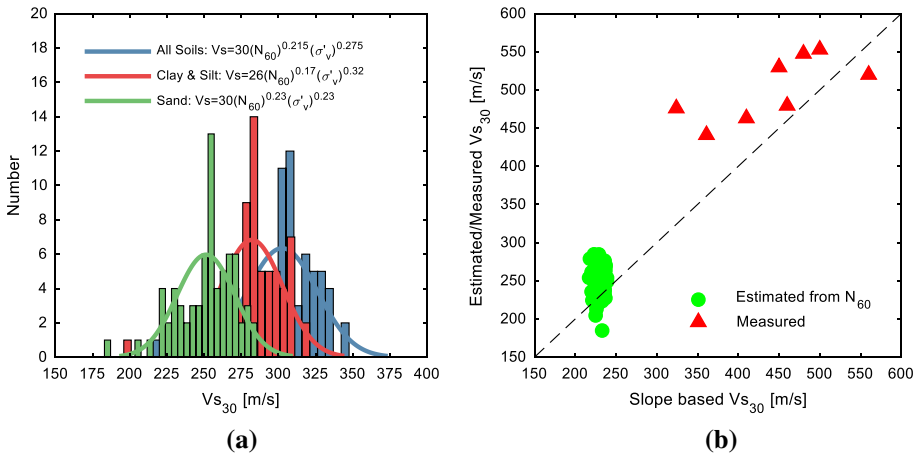 20
18
16
14
12
10
8
6
4
2
0
Number
All Soils: Vs=30(N60)^0.215(σ'v)^0.275
Clay & Silt: Vs=26(N60)^0.17(σ'v)^0.32
Sand: Vs=30(N60)^0.23(σ'v)^0.23
150 175 200 225 250 275 300 325 350 375 400
Vs30 [m/s]
(a)
600
550
500
450
400
350
300
250
200
150
Estimated/Measured Vs30 [m/s]
Estimated from N60
Measured
150 200 250 300 350 400 450 500 550 600
Slope based Vs30 [m/s]
(b)